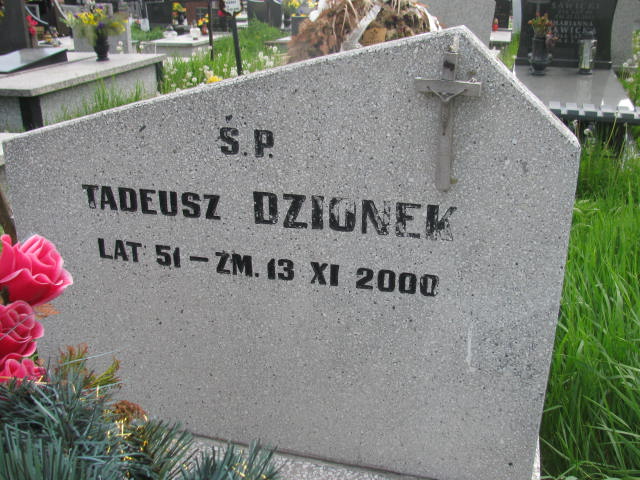 Ś.P.
TADEUSZ DZIONEK
LAT 51 - ZM. 13 XI 2000